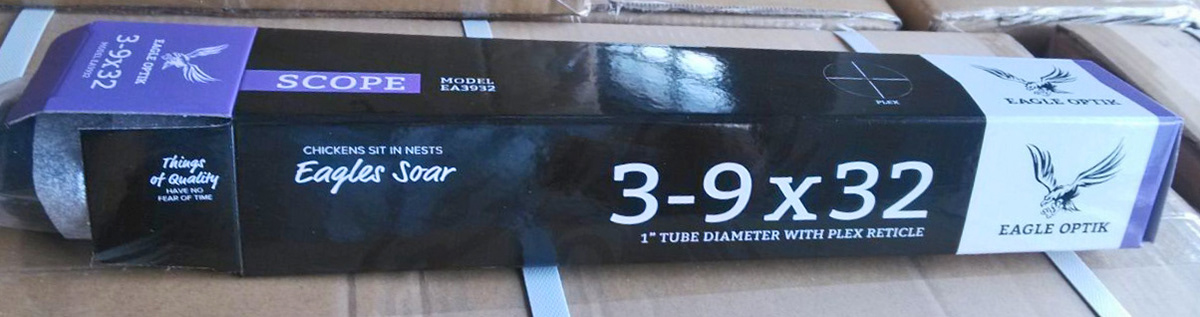 EAGLE OPTIK
3-9x32
SCOPE
MODEL
EA3932
PLEX
EAGLE OPTIK
Things
of Quality
HAVE NO
FEAR OF TIME
CHICKENS SIT IN NESTS
Eagles Soar
3-9x32
1" TUBE DIAMETER WITH PLEX RETICLE
EAGLE OPTIK